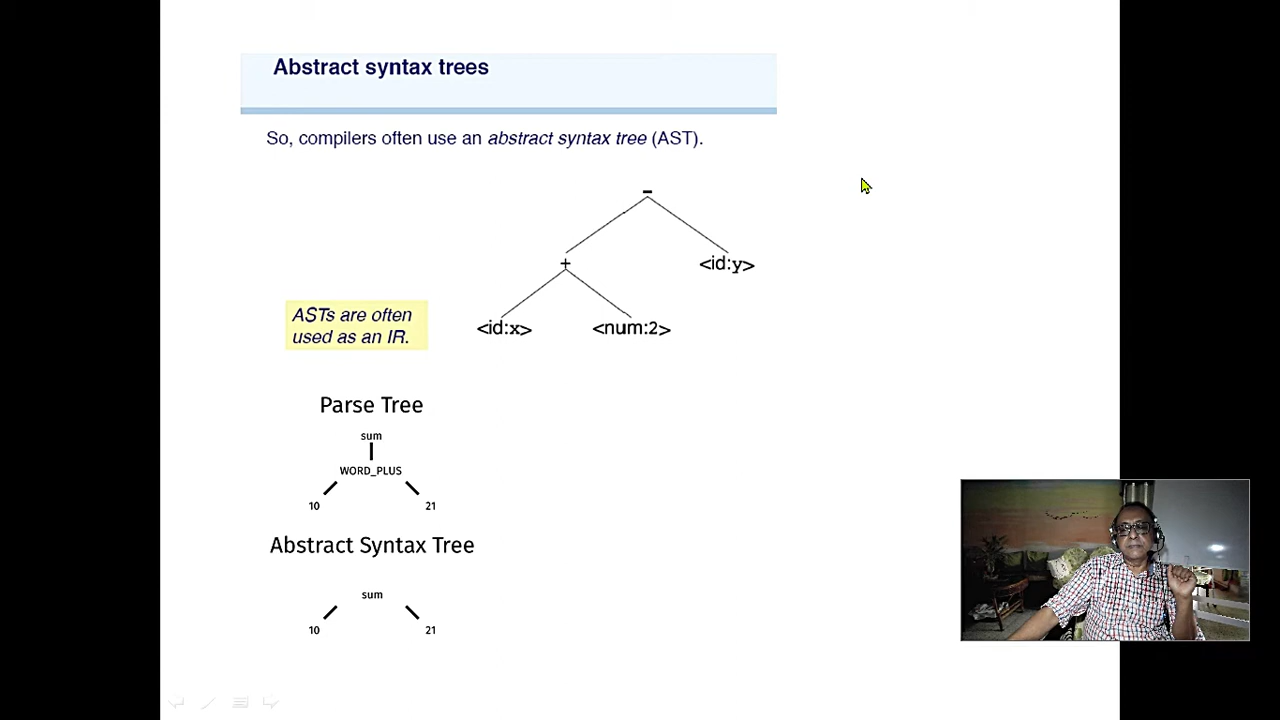 Abstract syntax trees
So, compilers often use an abstract syntax tree (AST).
-
+
<id:y>
<id:x>
<num:2>
ASTs are often
used as an IR.
Parse Tree
sum
WORD_PLUS
10
21
Abstract Syntax Tree
sum
10
21